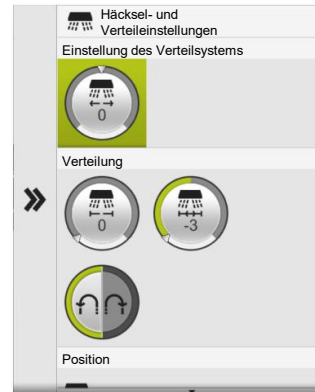 Häcksel- und
Verteileinstellungen
Einstellung des Verteilsystems
0
Verteilung
0
-3
Position